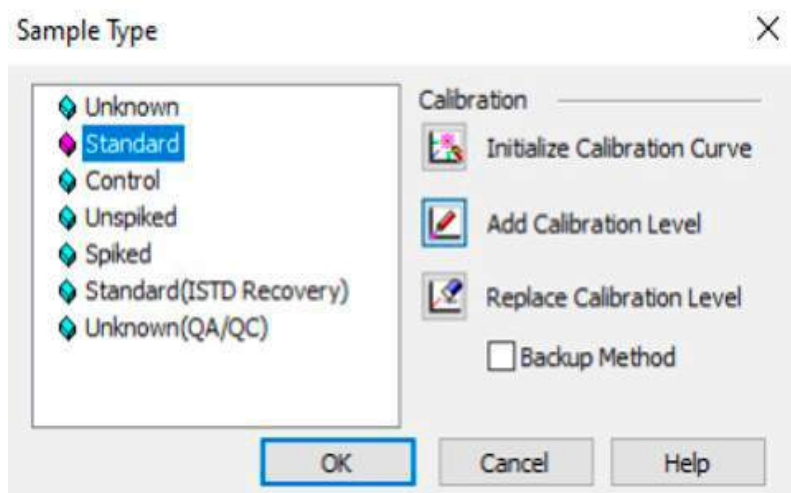 Sample Type
Unknown
Standard
Control
Unspiked
Spiked
Standard(ISTD Recovery)
Unknown(QA/QC)
Calibration
Initialize Calibration Curve
Add Calibration Level
Replace Calibration Level
Backup Method
OK
Cancel
Help